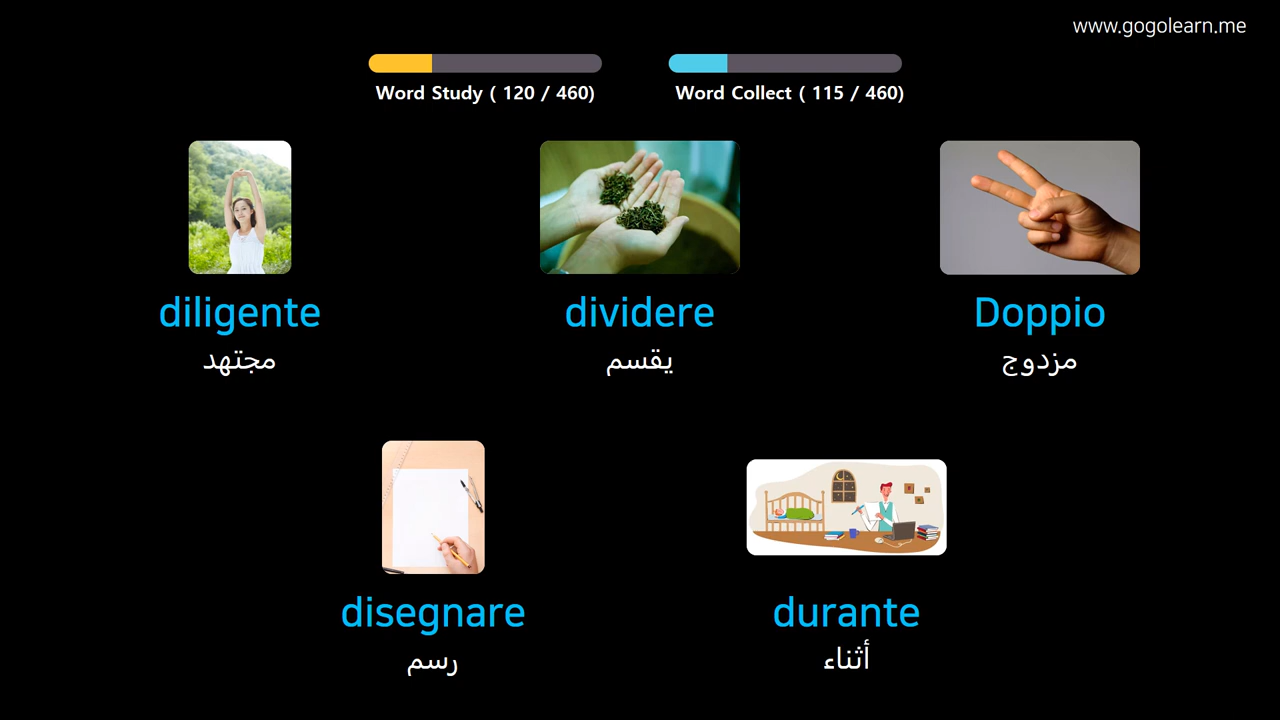 www.gogolearn.me
Word Study ( 120 / 460)
Word Collect ( 115 / 460)
diligente
مجتهد
dividere
يقسم
Doppio
مزدوج
disegnare
رسم
durante
أثناء